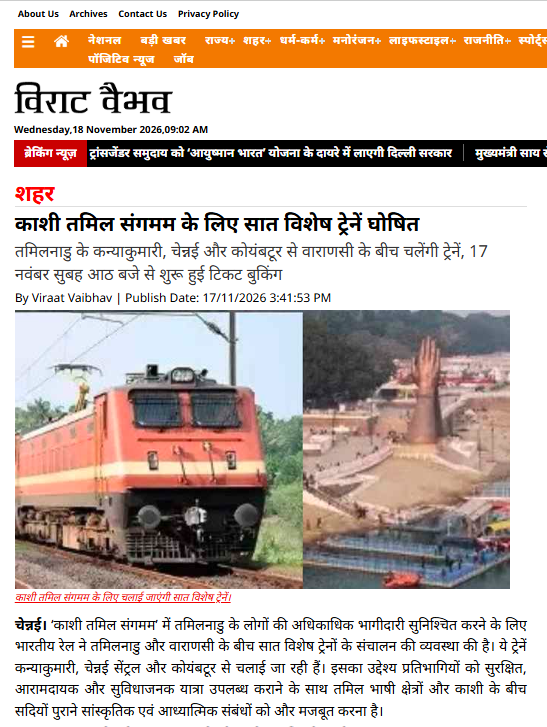 About Us Archives Contact Us Privacy Policy
नेशनल बड़ी खबर राज्य+ शहर+ धर्म-कर्म+ मनोरंजन+ लाइफस्टाइल+ राजनीति+ स्पोर्ट्स
पॉजिटिव न्यूज जॉब
विराट वैभव
Wednesday,18 November 2026,09:02 AM
ब्रेकिंग न्यूज़ ट्रांसजेंडर समुदाय को ‘आयुष्मान भारत’ योजना के दायरे में लाएगी दिल्ली सरकार मुख्यमंत्री साय
शहर
काशी तमिल संगमम के लिए सात विशेष ट्रेनें घोषित
तमिलनाडु के कन्याकुमारी, चेन्नई और कोयंबटूर से वाराणसी के बीच चलेंगी ट्रेनें, 17
नवंबर सुबह आठ बजे से शुरू हुई टिकट बुकिंग
By Viraat Vaibhav | Publish Date: 17/11/2026 3:41:53 PM
काशी तमिल संगमम के लिए चलाई जाएंगी सात विशेष ट्रेनें।
चेन्नई। ‘काशी तमिल संगमम’ में तमिलनाडु के लोगों की अधिकाधिक भागीदारी सुनिश्चित करने के लिए
भारतीय रेल ने तमिलनाडु और वाराणसी के बीच सात विशेष ट्रेनों के संचालन की व्यवस्था की है। ये ट्रेनें
कन्याकुमारी, चेन्नई सेंट्रल और कोयंबटूर से चलाई जा रही हैं। इसका उद्देश्य प्रतिभागियों को सुरक्षित,
आरामदायक और सुविधाजनक यात्रा उपलब्ध कराने के साथ तमिल भाषी क्षेत्रों और काशी के बीच
सदियों पुराने सांस्कृतिक एवं आध्यात्मिक संबंधों को और मजबूत करना है।